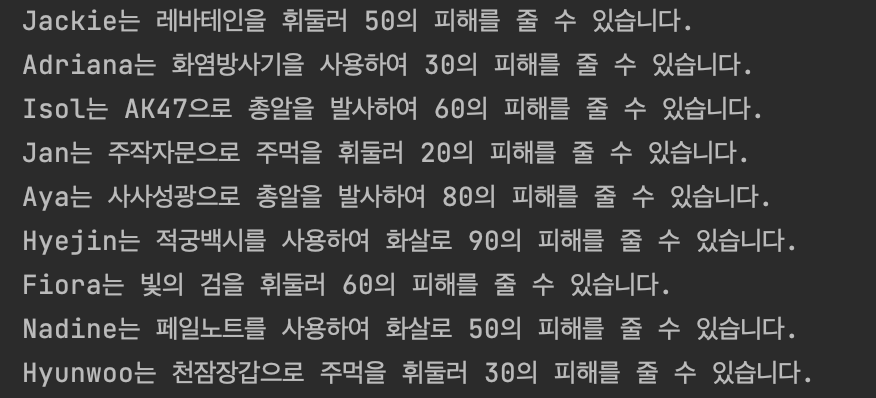 Jackie는 레바테인을 휘둘러 50의 피해를 줄 수 있습니다.
Adriana는 화염방사기을 사용하여 30의 피해를 줄 수 있습니다.
Isol는 AK47으로 총알을 발사하여 60의 피해를 줄 수 있습니다.
Jan는 주작자문으로 주먹을 휘둘러 20의 피해를 줄 수 있습니다.
Aya는 사사성광으로 총알을 발사하여 80의 피해를 줄 수 있습니다.
Hyejin는 적궁백시를 사용하여 화살로 90의 피해를 줄 수 있습니다.
Fiora는 빛의 검을 휘둘러 60의 피해를 줄 수 있습니다.
Nadine는 페일노트를 사용하여 화살로 50의 피해를 줄 수 있습니다.
Hyunwoo는 천잠장갑으로 주먹을 휘둘러 30의 피해를 줄 수 있습니다.